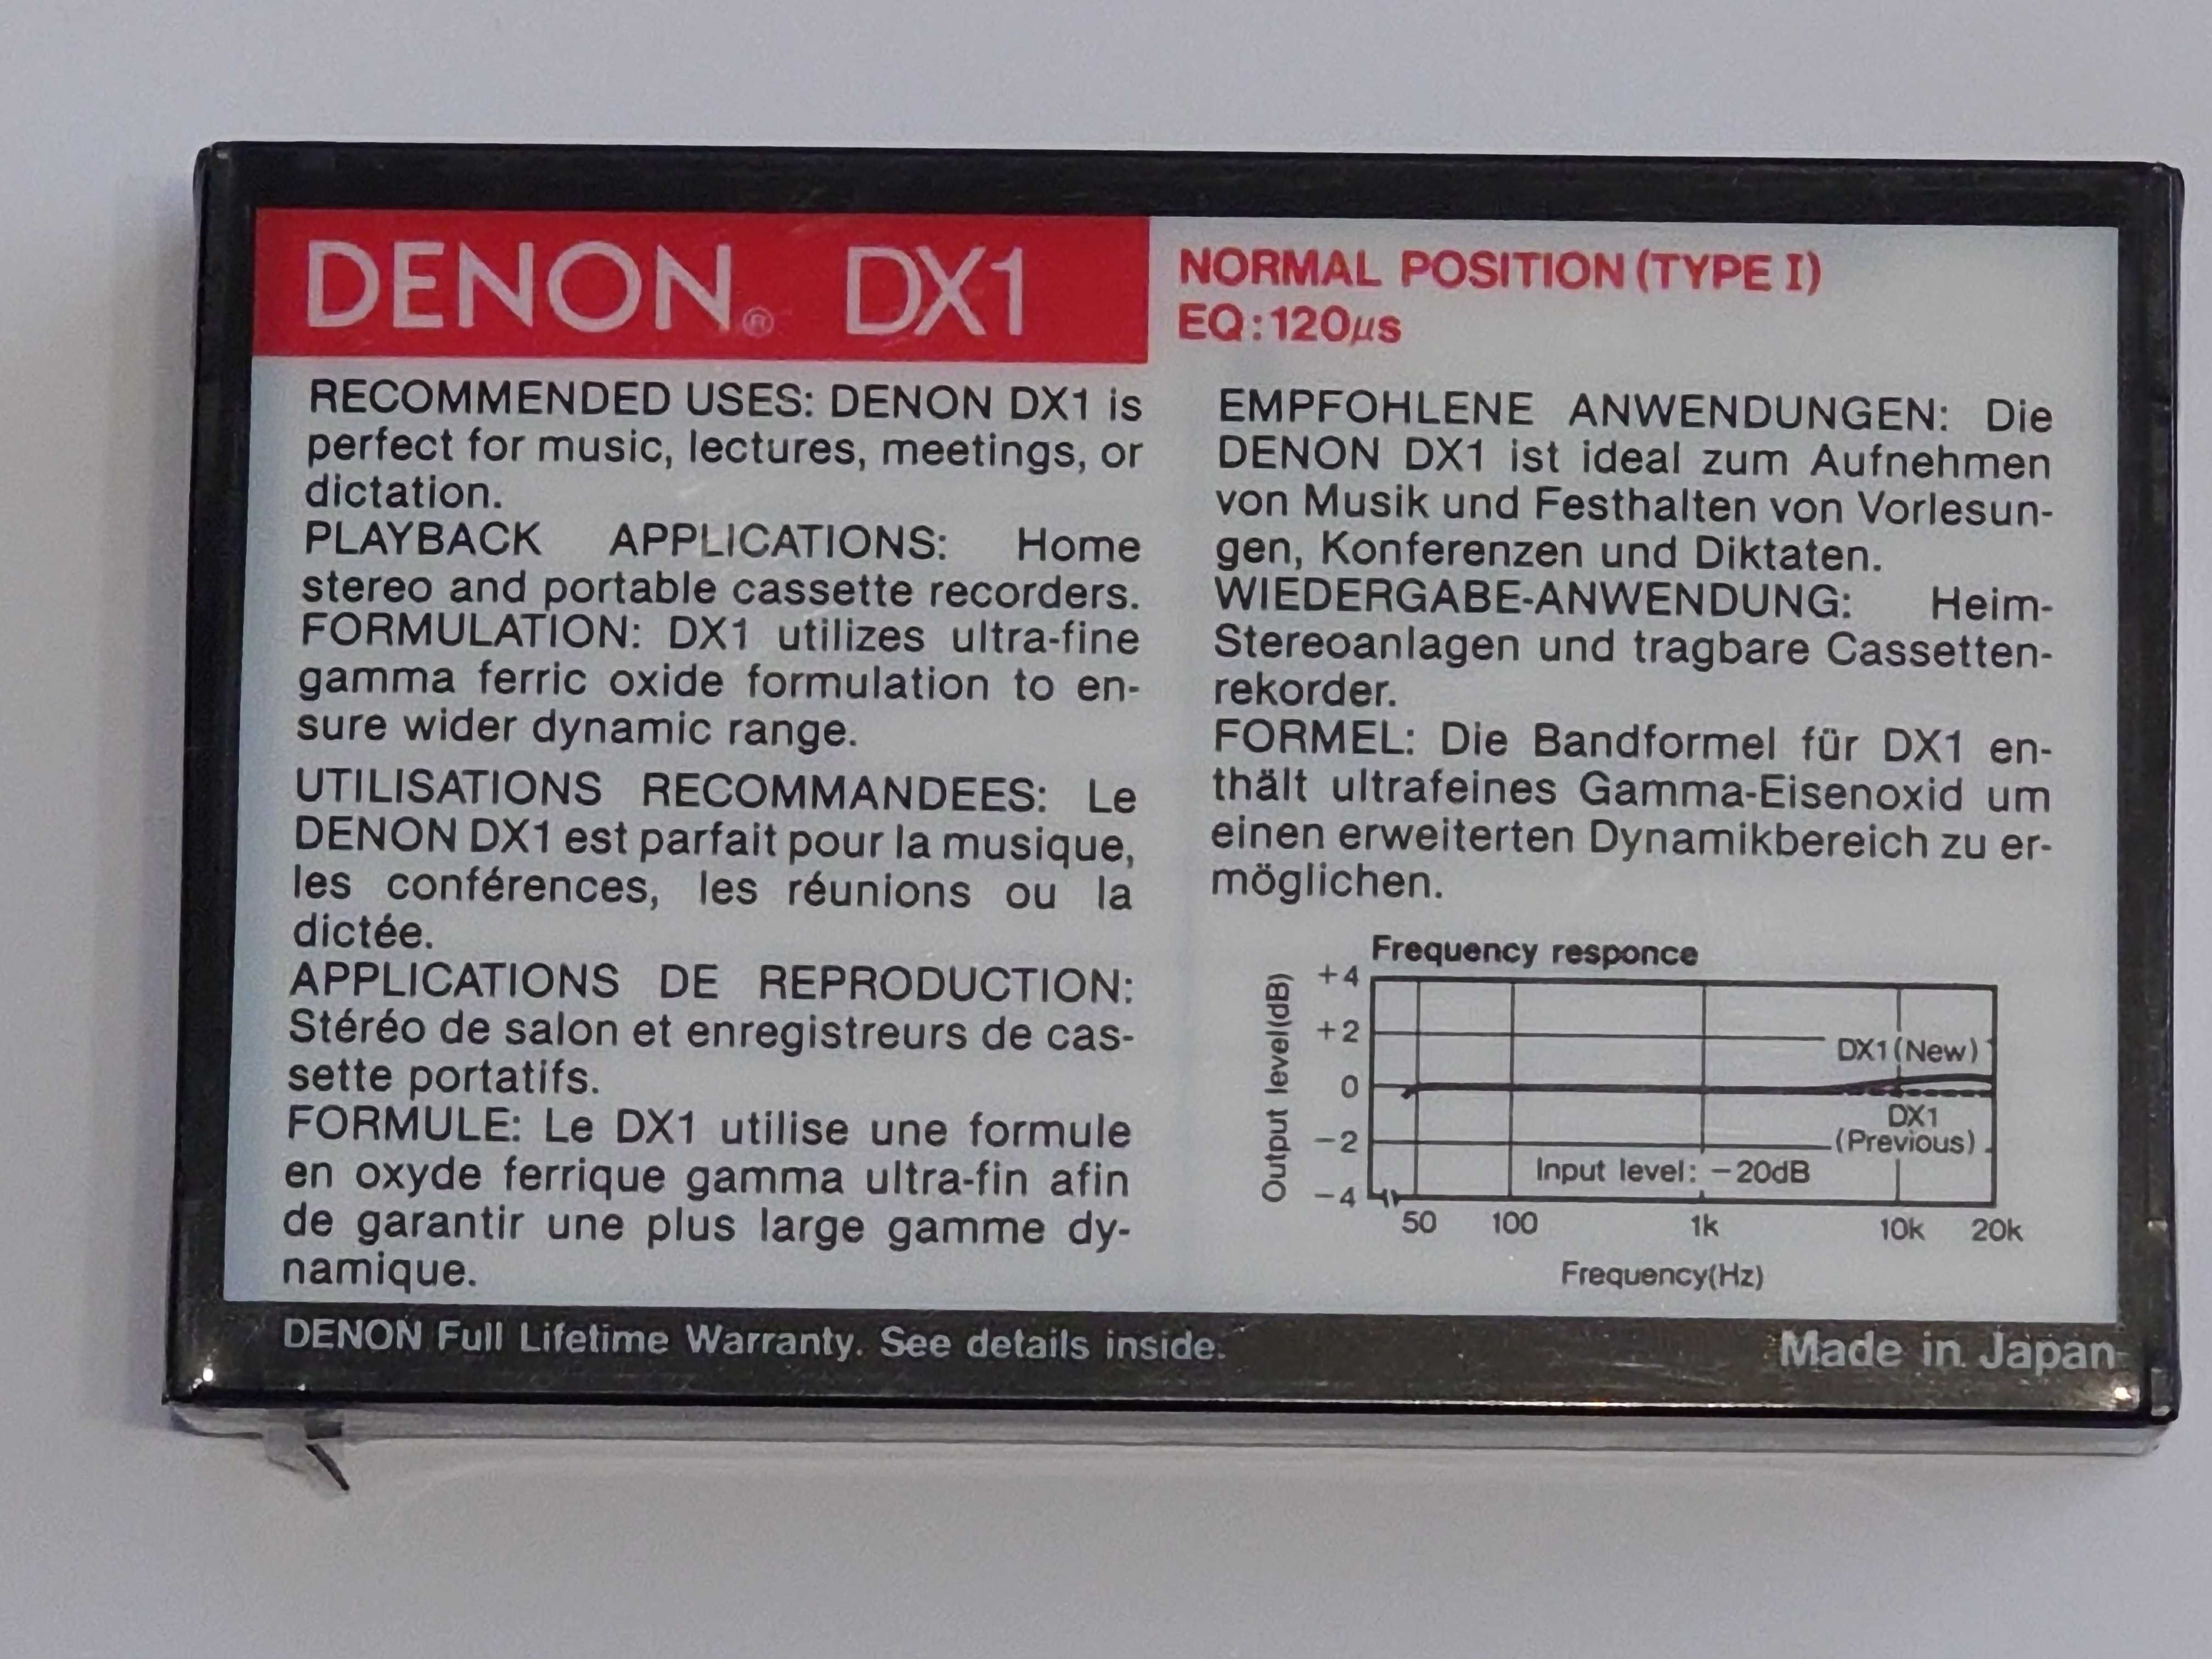 DENON® DX1
NORMAL POSITION (TYPE I)
EQ:120μs
RECOMMENDED USES: DENON DX1 is
perfect for music, lectures, meetings, or
dictation.
PLAYBACK APPLICATIONS: Home
stereo and portable cassette recorders.
FORMULATION: DX1 utilizes ultra-fine
gamma ferric oxide formulation to en-
sure wider dynamic range.
UTILISATIONS RECOMMANDEES: Le
DENON DX1 est parfait pour la musique,
les conférences, les réunions ou la
dictée.
APPLICATIONS DE REPRODUCTION:
Stéréo de salon et enregistreurs de cas-
sette portatifs.
FORMULE: Le DX1 utilise une formule
en oxyde ferrique gamma ultra-fin afin
de garantir une plus large gamme dy-
namique.
EMPFOHLENE ANWENDUNGEN: Die
DENON DX1 ist ideal zum Aufnehmen
von Musik und Festhalten von Vorlesun-
gen, Konferenzen und Diktaten.
WIEDERGABE-ANWENDUNG: Heim-
Stereoanlagen und tragbare Cassetten-
rekorder.
FORMEL: Die Bandformel für DX1 en-
thält ultrafeines Gamma-Eisenoxid um
einen erweiterten Dynamikbereich zu er-
möglichen.
Frequency responce
Output level(dB)
+4
+2
0
-2
-4
DX1(New)
DX1
(Previous)
Input level: -20dB
50 100 1k 10k 20k
Frequency(Hz)
DENON Full Lifetime Warranty. See details inside.
Made in Japan